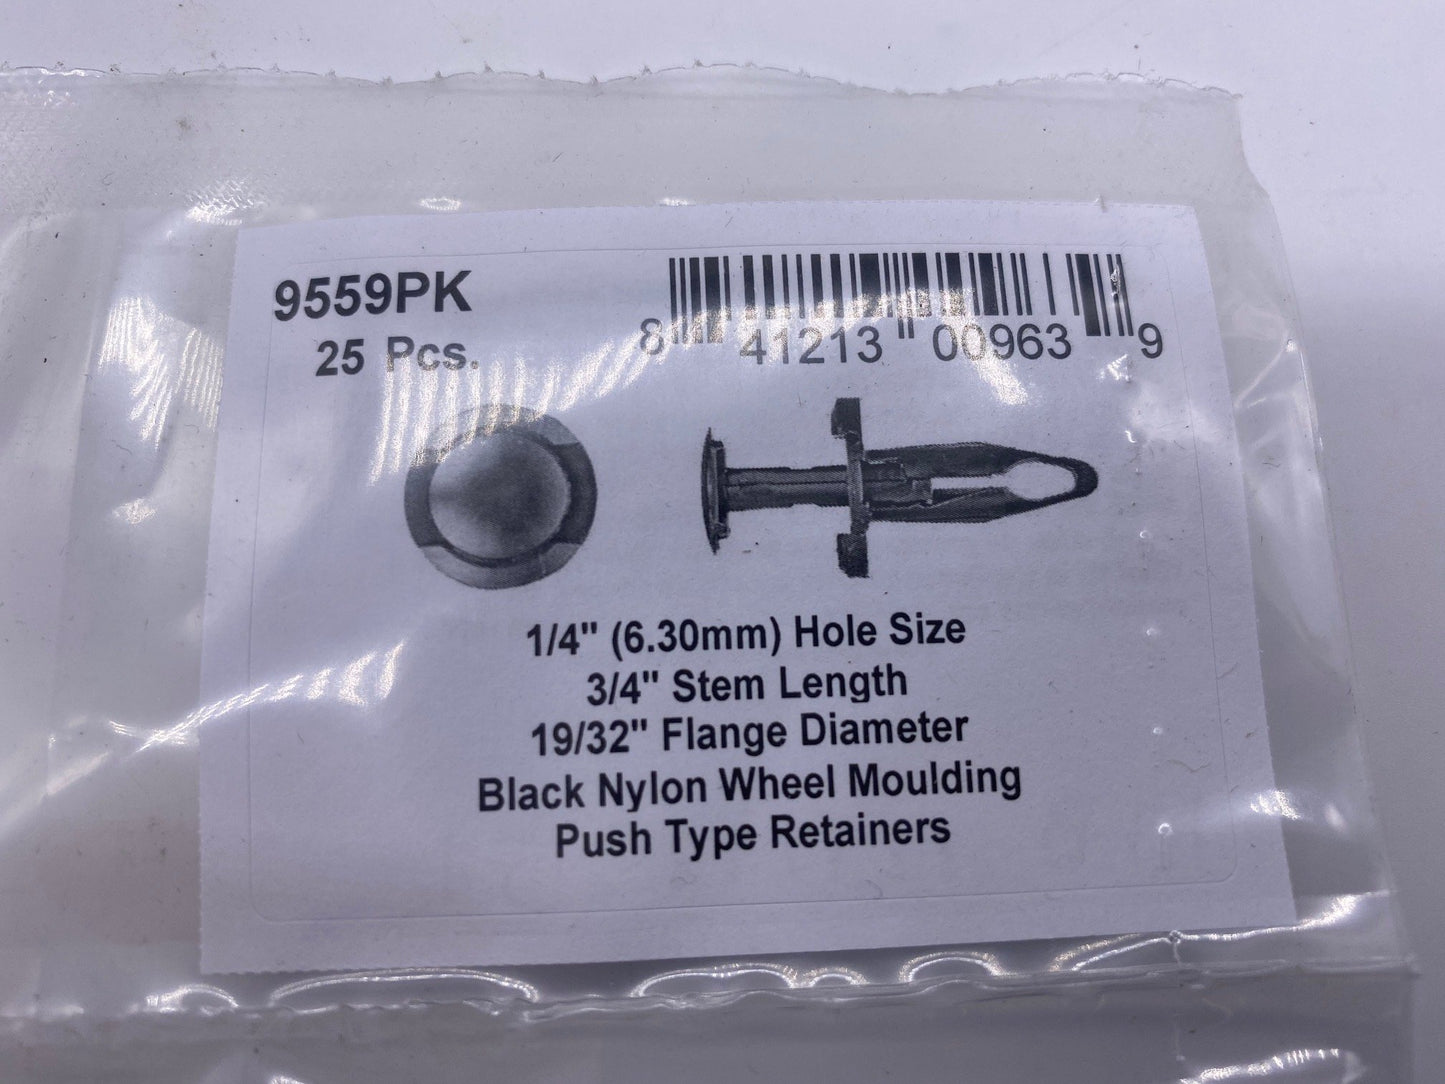 9559PK
25 Pcs.
8 41213 00963 9
1/4" (6.30mm) Hole Size
3/4" Stem Length
19/32" Flange Diameter
Black Nylon Wheel Moulding
Push Type Retainers